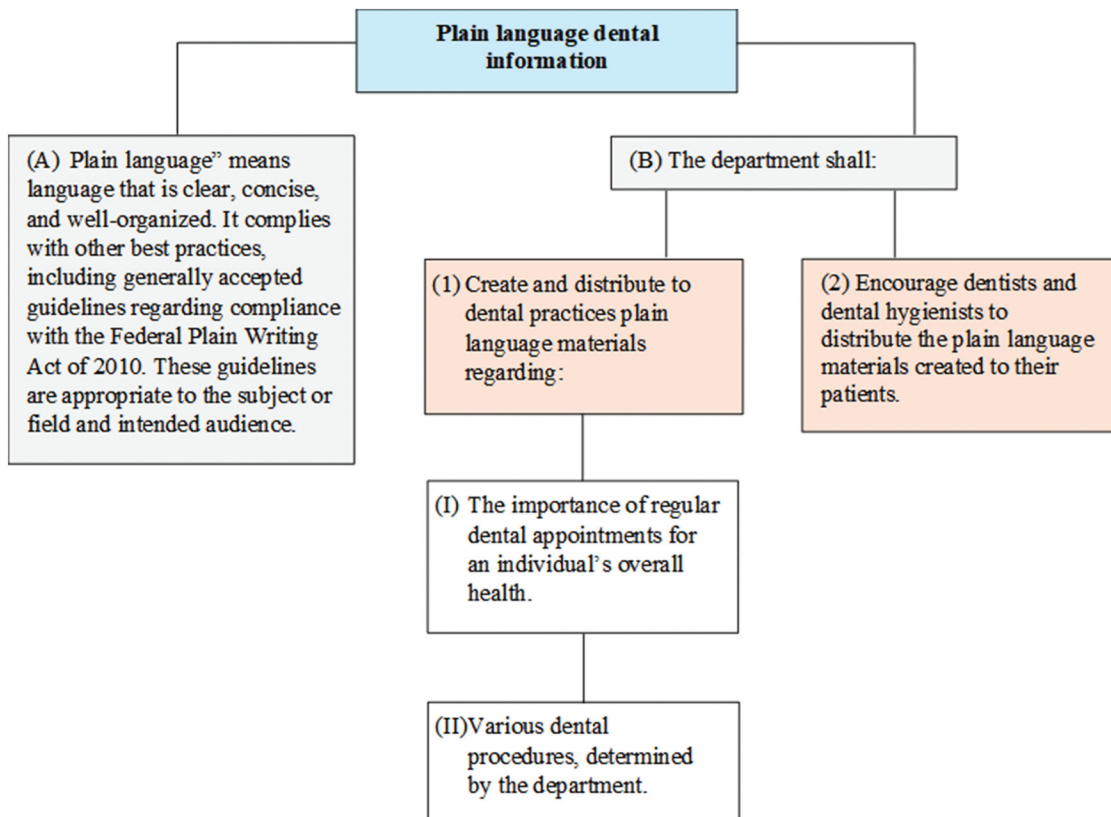 Plain language dental
information
(A) Plain language” means
language that is clear, concise,
and well-organized. It complies
with other best practices,
including generally accepted
guidelines regarding compliance
with the Federal Plain Writing
Act of 2010. These guidelines
are appropriate to the subject or
field and intended audience.
(B) The department shall:
(1) Create and distribute to
dental practices plain
language materials
regarding:
(2) Encourage dentists and
dental hygienists to
distribute the plain language
materials created to their
patients.
(I) The importance of regular
dental appointments for
an individual’s overall
health.
(II)Various dental
procedures, determined
by the department.